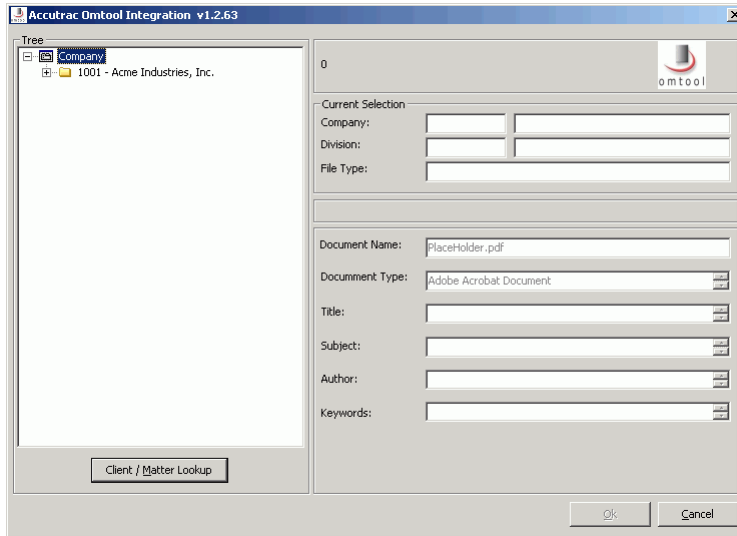 Accutrac Omtool Integration v1.2.63
Tree
Company
1001 - Acme Industries, Inc.
Client / Matter Lookup
0
omtool
Current Selection
Company:
Division:
File Type:
Document Name:
PlaceHolder.pdf
Documment Type:
Adobe Acrobat Document
Title:
Subject:
Author:
Keywords:
Ok
Cancel